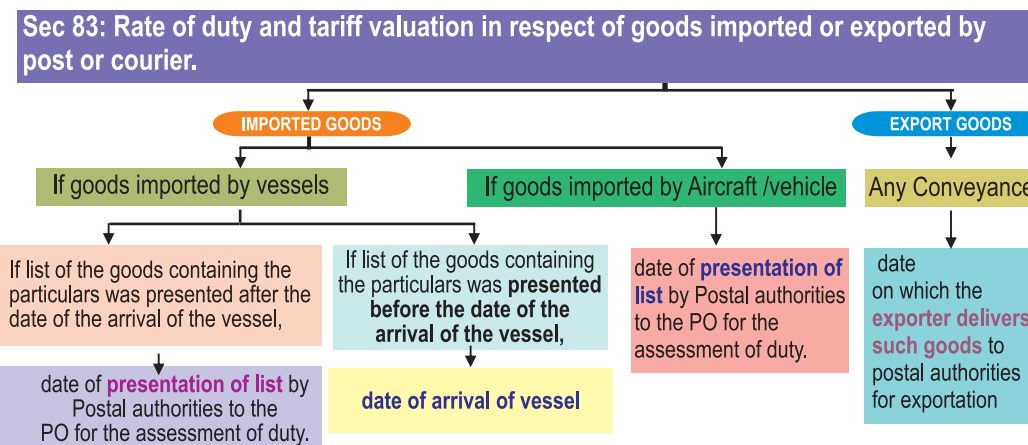 Sec 83: Rate of duty and tariff valuation in respect of goods imported or exported by
post or courier.
IMPORTED GOODS
EXPORT GOODS
If goods imported by vessels
If goods imported by Aircraft /vehicle
Any Conveyance
If list of the goods containing the
particulars was presented after the
date of the arrival of the vessel,
If list of the goods containing
the particulars was presented
before the date of the
arrival of the vessel,
date of presentation of
list by Postal authorities
to the PO for the
assessment of duty.
date
on which the
exporter delivers
such goods to
postal authorities
for exportation
date of presentation of list by
Postal authorities to the
PO for the assessment of duty.
date of arrival of vessel